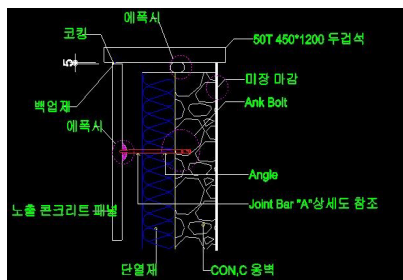 에폭시
코킹
50T 450*1200 두겁석
5
미장 마감
백업제
Ank Bolt
에폭시
Angle
노출 콘크리트 패널
Joint Bar "A"상세도 참조
단열재
CON,C 옹벽